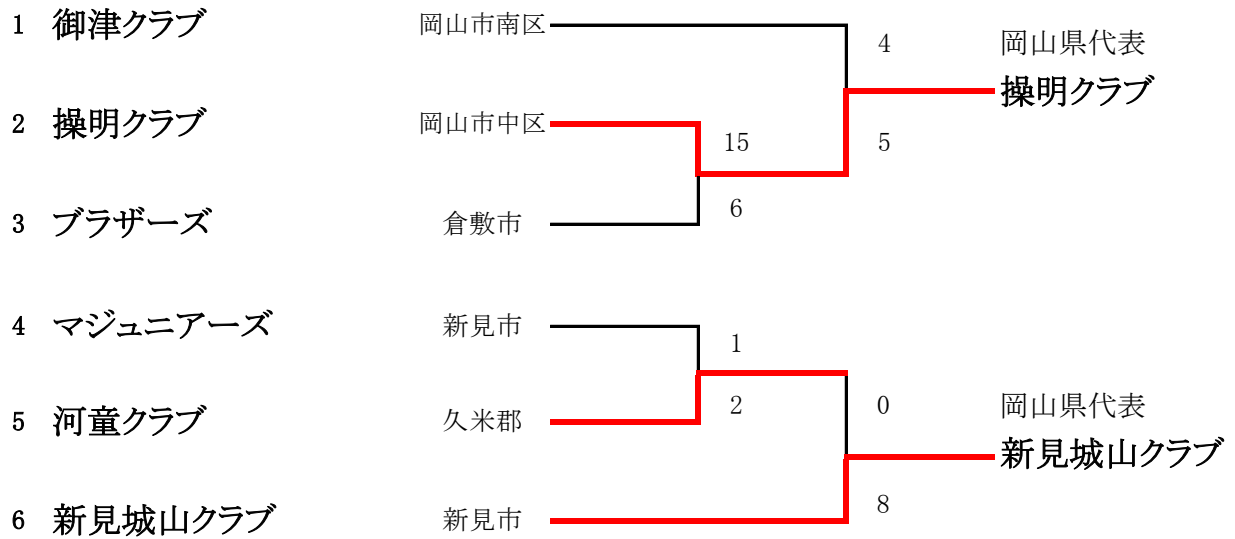 1 御津クラブ 岡山市南区
4 岡山県代表
操明クラブ
2 操明クラブ 岡山市中区
15 5
3 ブラザーズ 倉敷市
6
4 マジュニアーズ 新見市
1
5 河童クラブ 久米郡
2 0 岡山県代表
新見城山クラブ
6 新見城山クラブ 新見市
8